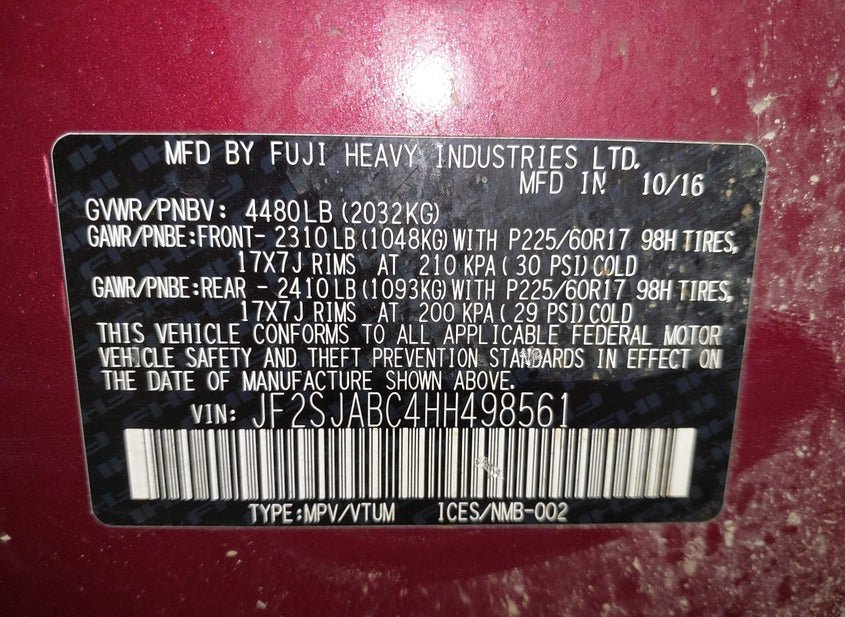 MFD BY FUJI HEAVY INDUSTRIES LTD.
MFD IN 10/16
GVWR/PNBV: 4480LB (2032KG)
GAWR/PNBE:FRONT- 2310LB (1048KG) WITH P225/60R17 98H TIRES,
17X7J RIMS AT 210 KPA ( 30 PSI) COLD
GAWR/PNBE:REAR - 2410LB (1093KG) WITH P225/60R17 98H TIRES,
17X7J RIMS AT 200 KPA ( 29 PSI) COLD
THIS VEHICLE CONFORMS TO ALL APPLICABLE FEDERAL MOTOR
VEHICLE SAFETY AND THEFT PREVENTION STANDARDS IN EFFECT ON
THE DATE OF MANUFACTURE SHOWN ABOVE.
VIN: JF2SJABC4HH498561
TYPE:MPV/VTUM ICES/NMB-002